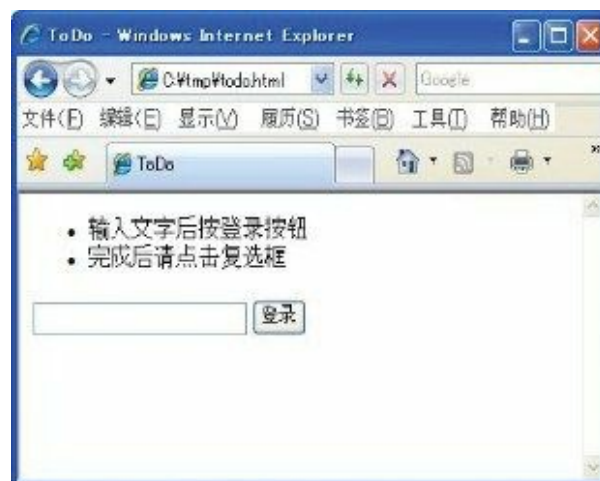 ToDo - Windows Internet Explorer
C:¥tmp¥todo.html Google
文件(F) 编辑(E) 显示(V) 履历(S) 书签(B) 工具(T) 帮助(H)
ToDo
• 输入文字后按登录按钮
• 完成后请点击复选框
登录